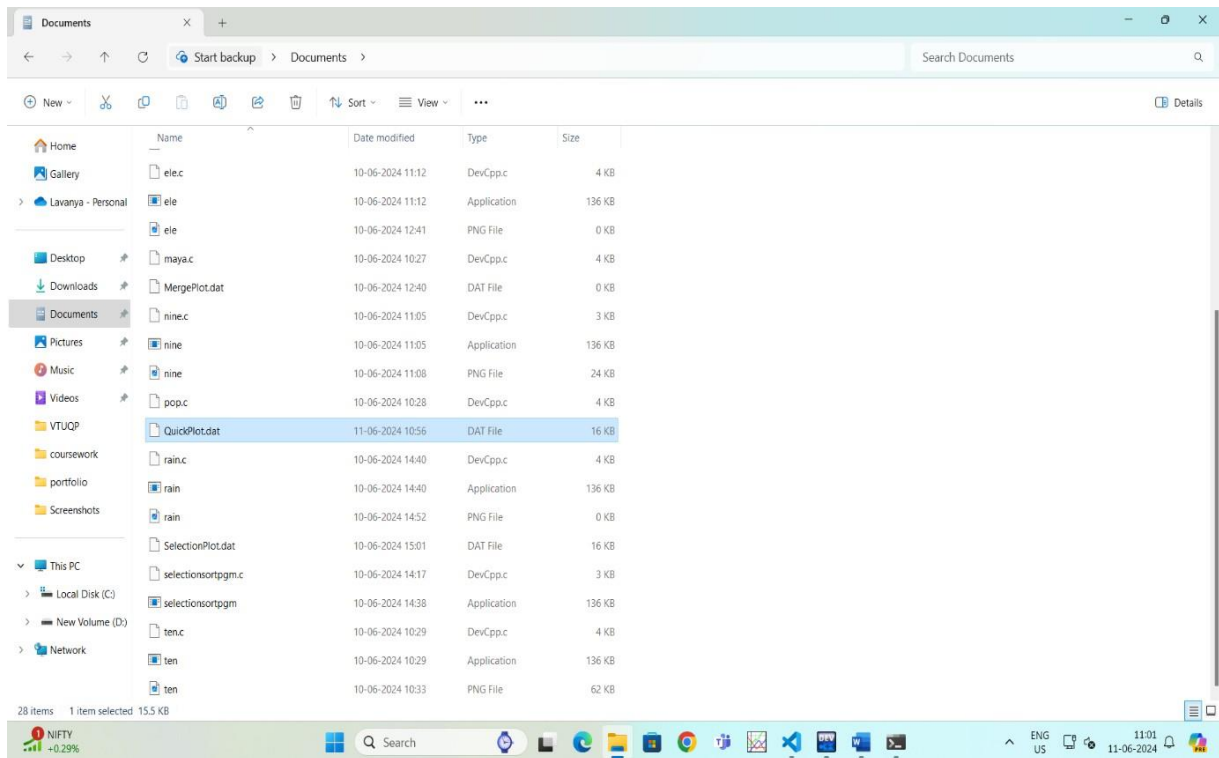 Documents
Start backup > Documents >
Search Documents
New
Sort
View
Details
Name Date modified Type Size
Home
Gallery
Lavanya - Personal
Desktop
Downloads
Documents
Pictures
Music
Videos
VTUQP
coursework
portfolio
Screenshots
This PC
Local Disk (C:)
New Volume (D:)
Network
ele.c 10-06-2024 11:12 DevCpp.c 4 KB
ele 10-06-2024 11:12 Application 136 KB
ele 10-06-2024 12:41 PNG File 0 KB
maya.c 10-06-2024 10:27 DevCpp.c 4 KB
MergePlot.dat 10-06-2024 12:40 DAT File 0 KB
nine.c 10-06-2024 11:05 DevCpp.c 3 KB
nine 10-06-2024 11:05 Application 136 KB
nine 10-06-2024 11:08 PNG File 24 KB
pop.c 10-06-2024 10:28 DevCpp.c 4 KB
QuickPlot.dat 11-06-2024 10:56 DAT File 16 KB
rain.c 10-06-2024 14:40 DevCpp.c 4 KB
rain 10-06-2024 14:40 Application 136 KB
rain 10-06-2024 14:52 PNG File 0 KB
SelectionPlot.dat 10-06-2024 15:01 DAT File 16 KB
selectionsortpgm.c 10-06-2024 14:17 DevCpp.c 3 KB
selectionsortpgm 10-06-2024 14:38 Application 136 KB
ten.c 10-06-2024 10:29 DevCpp.c 4 KB
ten 10-06-2024 10:29 Application 136 KB
ten 10-06-2024 10:33 PNG File 62 KB
28 items 1 item selected 15.5 KB
1
NIFTY
+0.29%
Search
DEV
ENG
US
11:01
11-06-2024
PRE